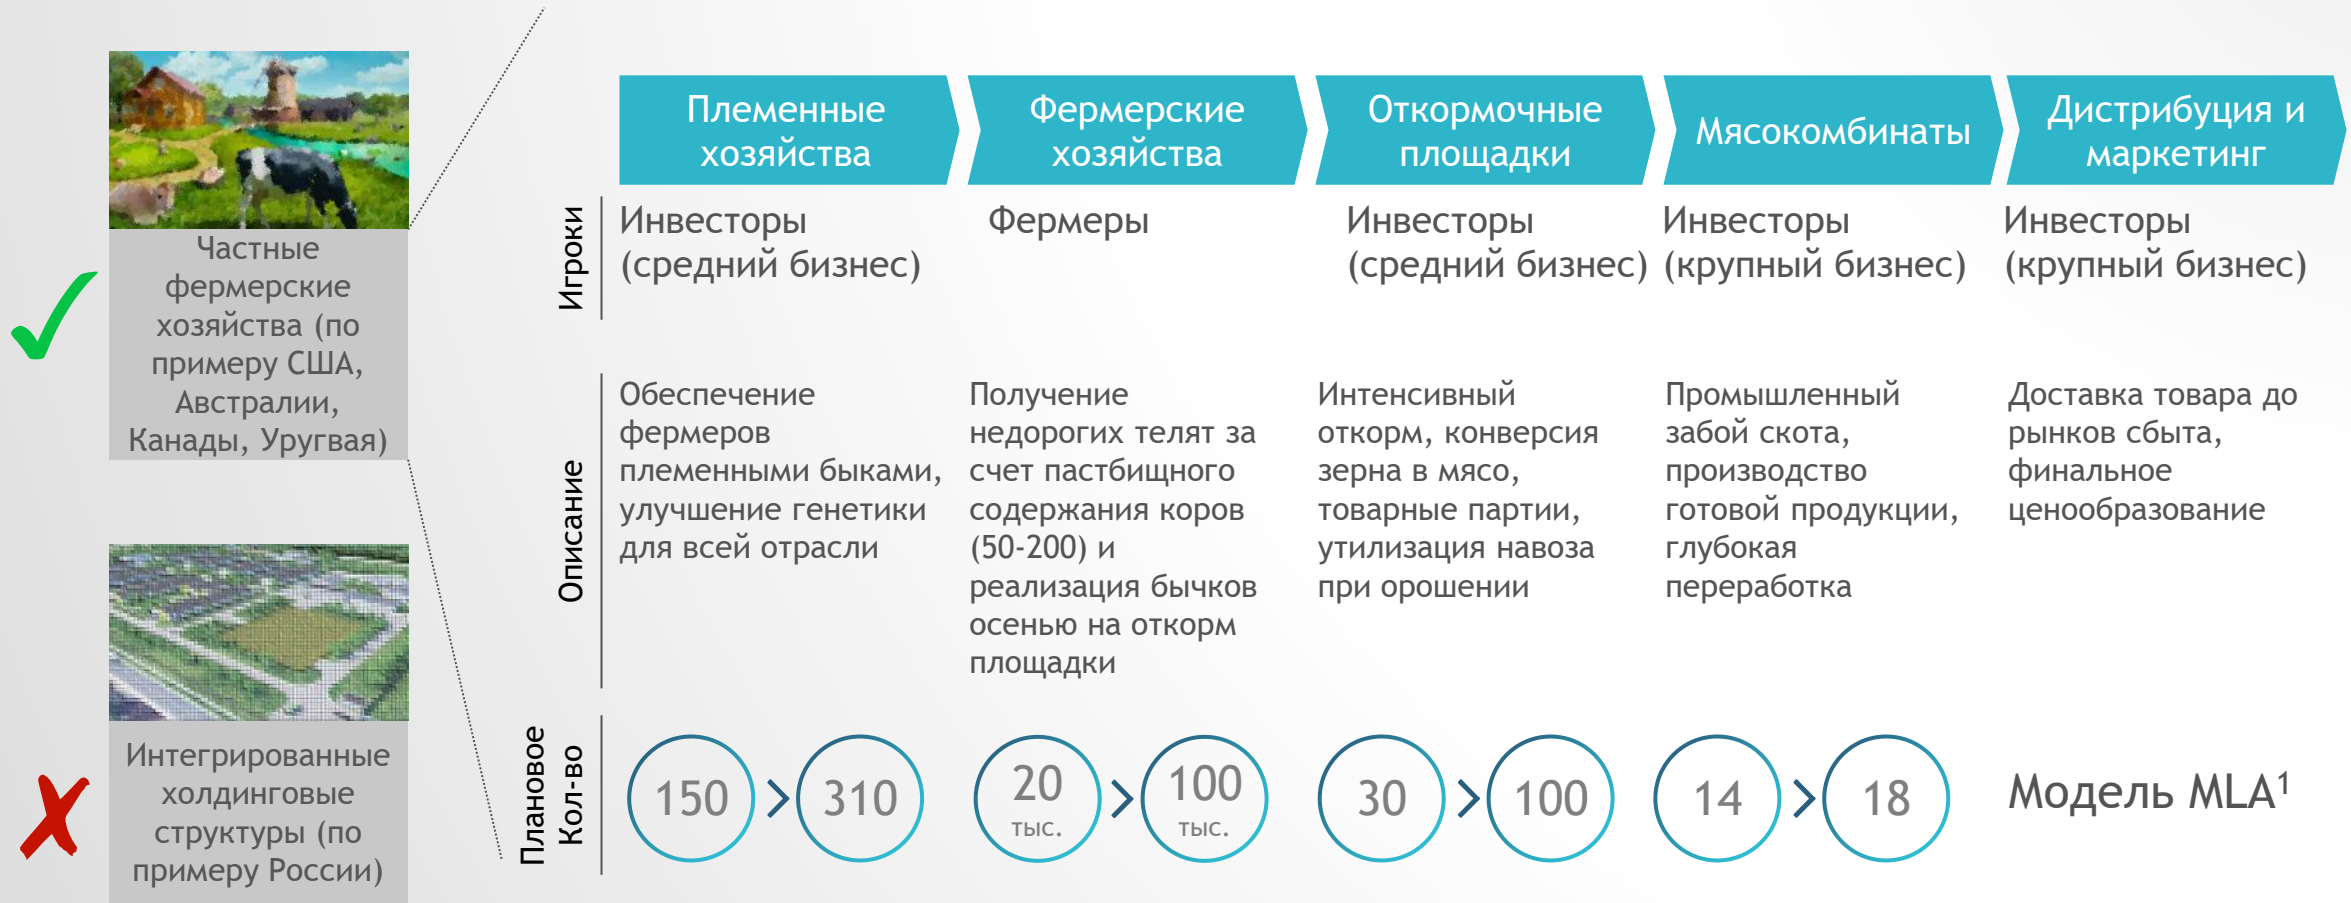 Частные
фермерские
хозяйства (по
примеру США,
Австралии,
Канады, Уругвая)
Интегрированные
холдинговые
структуры (по
примеру России)
Племенные
хозяйства
Фермерские
хозяйства
Откормочные
площадки
Мясокомбинаты
Дистрибуция и
маркетинг
Игроки
Инвесторы
(средний бизнес)
Фермеры
Инвесторы
(средний бизнес)
Инвесторы
(крупный бизнес)
Инвесторы
(крупный бизнес)
Описание
Обеспечение
фермеров
племенными быками,
улучшение генетики
для всей отрасли
Получение
недорогих телят за
счет пастбищного
содержания коров
(50-200) и
реализация бычков
осенью на откорм
площадки
Интенсивный
откорм, конверсия
зерна в мясо,
товарные партии,
утилизация навоза
при орошении
Промышленный
забой скота,
производство
готовой продукции,
глубокая
переработка
Доставка товара до
рынков сбыта,
финальное
ценообразование
Плановое
Кол-во
150
310
20
тыс.
100
тыс.
30
100
14
18
Модель MLA¹